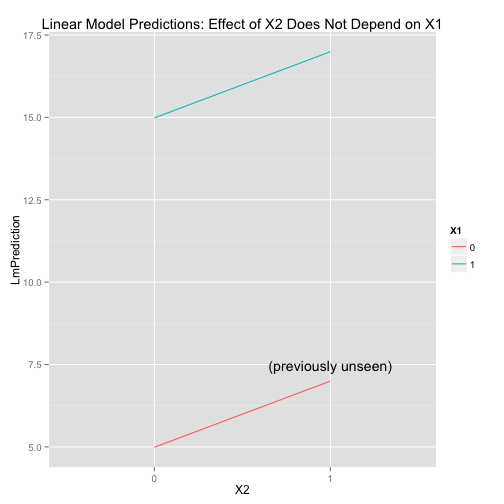 Linear Model Predictions: Effect of X2 Does Not Depend on X1
17.5
15.0
12.5
10.0
7.5
5.0
LmPrediction
(previously unseen)
0
1
X2
X1
0
1